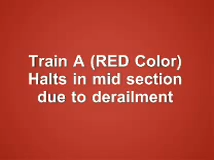 Train A (RED Color)
Halts in mid section
due to derailment